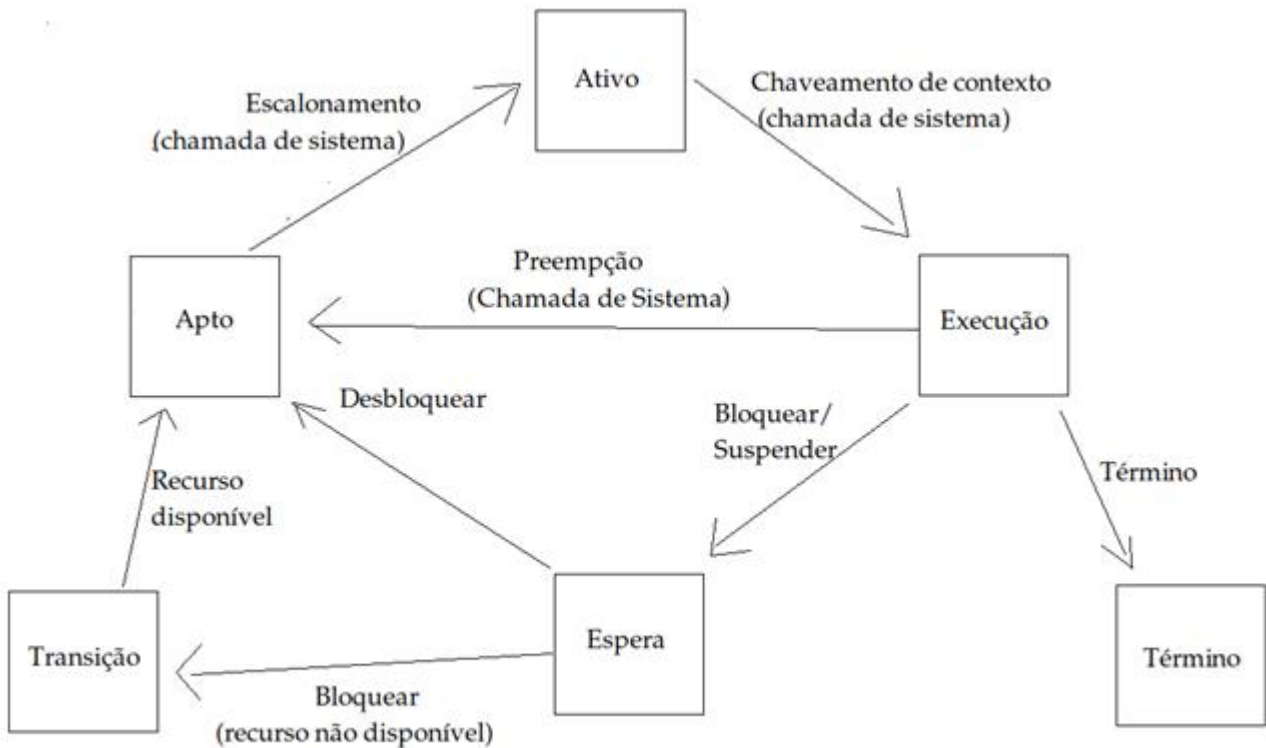 Ativo
Escalonamento
(chamada de sistema)
Chaveamento de contexto
(chamada de sistema)
Preempção
(Chamada de Sistema)
Apto
Execução
Desbloquear
Bloquear/
Suspender
Término
Recurso
disponível
Transição
Espera
Término
Bloquear
(recurso não disponível)